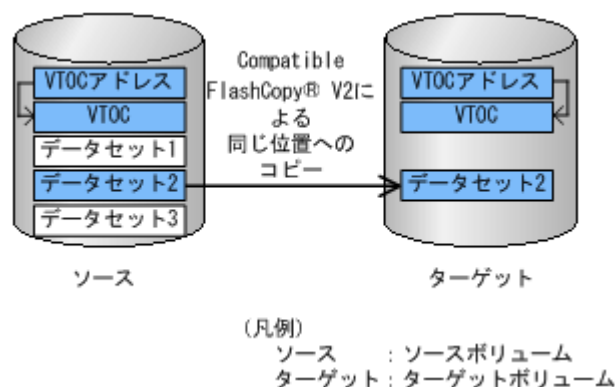 VTOCアドレス
VTOC
データセット1
データセット2
データセット3
ソース
Compatible
FlashCopy® V2に
よる
同じ位置への
コピー
VTOCアドレス
VTOC
データセット2
ターゲット
(凡例)
ソース : ソースボリューム
ターゲット : ターゲットボリューム